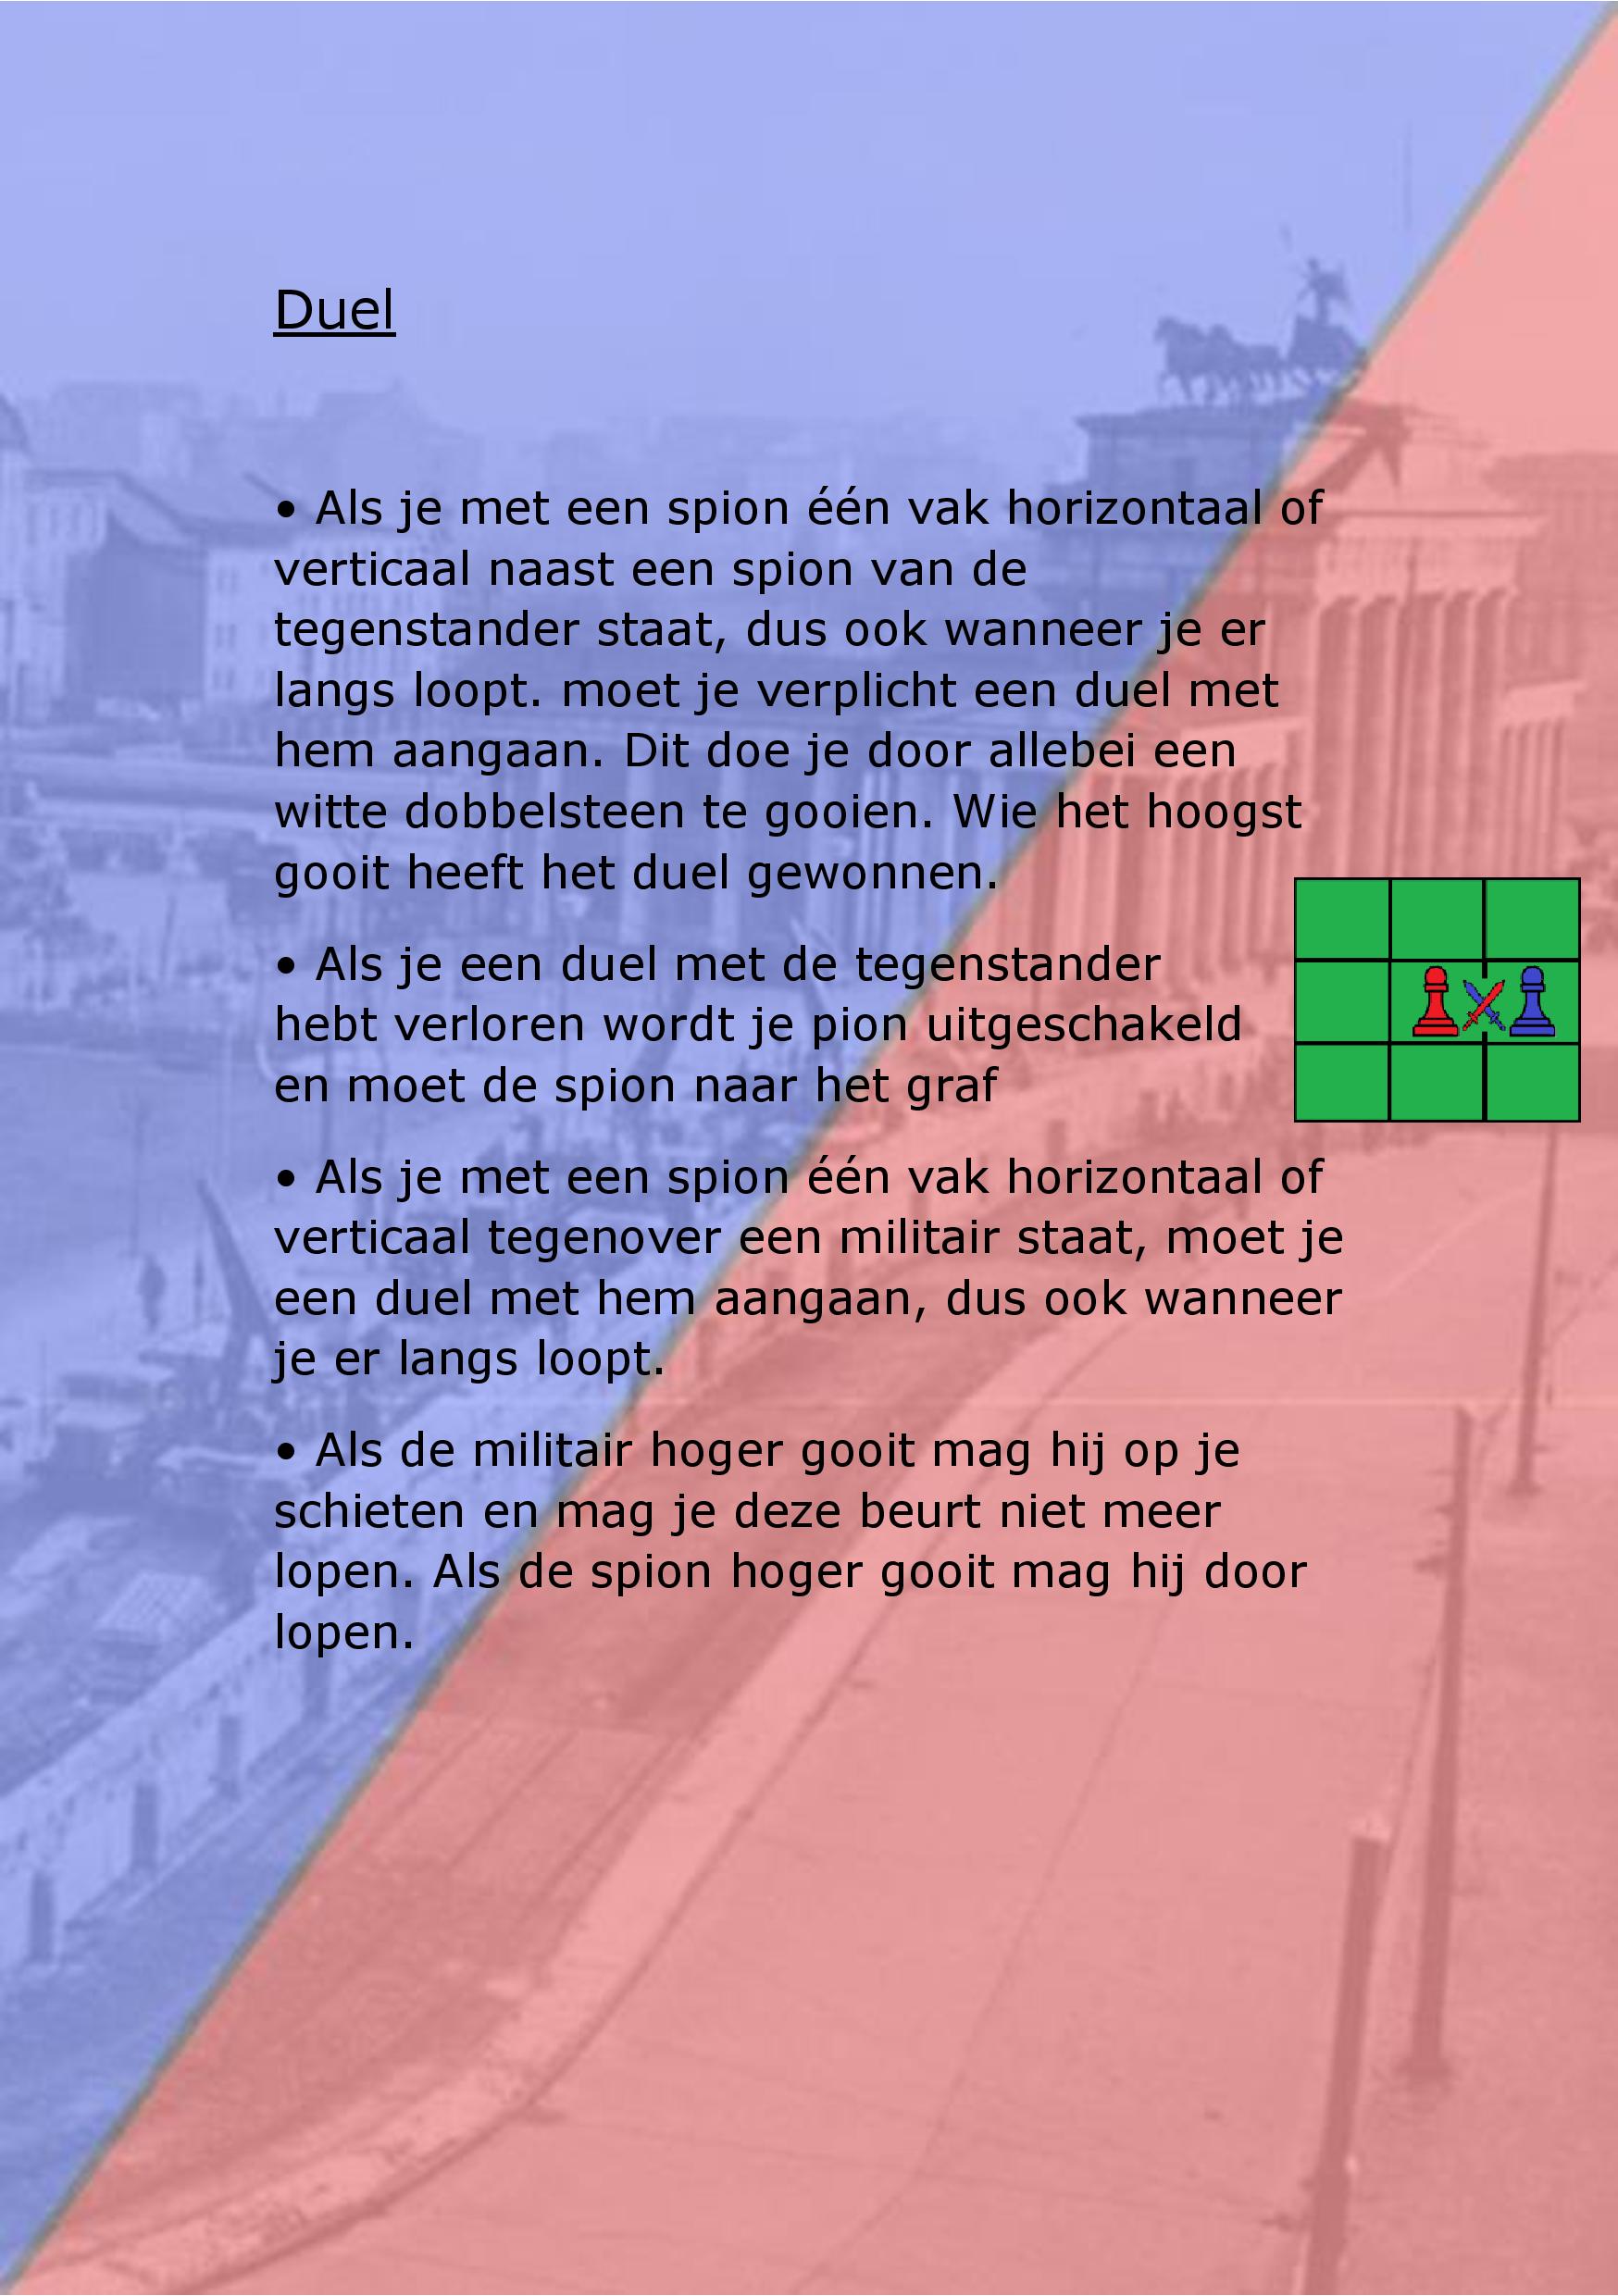 Duel
• Als je met een spion één vak horizontaal of
verticaal naast een spion van de
tegenstander staat, dus ook wanneer je er
langs loopt. moet je verplicht een duel met
hem aangaan. Dit doe je door allebei een
witte dobbelsteen te gooien. Wie het hoogst
gooit heeft het duel gewonnen.
• Als je een duel met de tegenstander
hebt verloren wordt je pion uitgeschakeld
en moet de spion naar het graf
• Als je met een spion één vak horizontaal of
verticaal tegenover een militair staat, moet je
een duel met hem aangaan, dus ook wanneer
je er langs loopt.
• Als de militair hoger gooit mag hij op je
schieten en mag je deze beurt niet meer
lopen. Als de spion hoger gooit mag hij door
lopen.